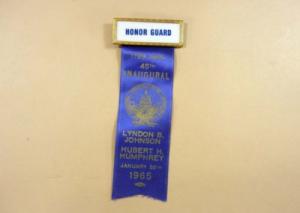 HONOR GUARD
45TH
INAUGURAL
LYNDON B.
JOHNSON
HUBERT H.
HUMPHREY
JANUARY 20TH
1965